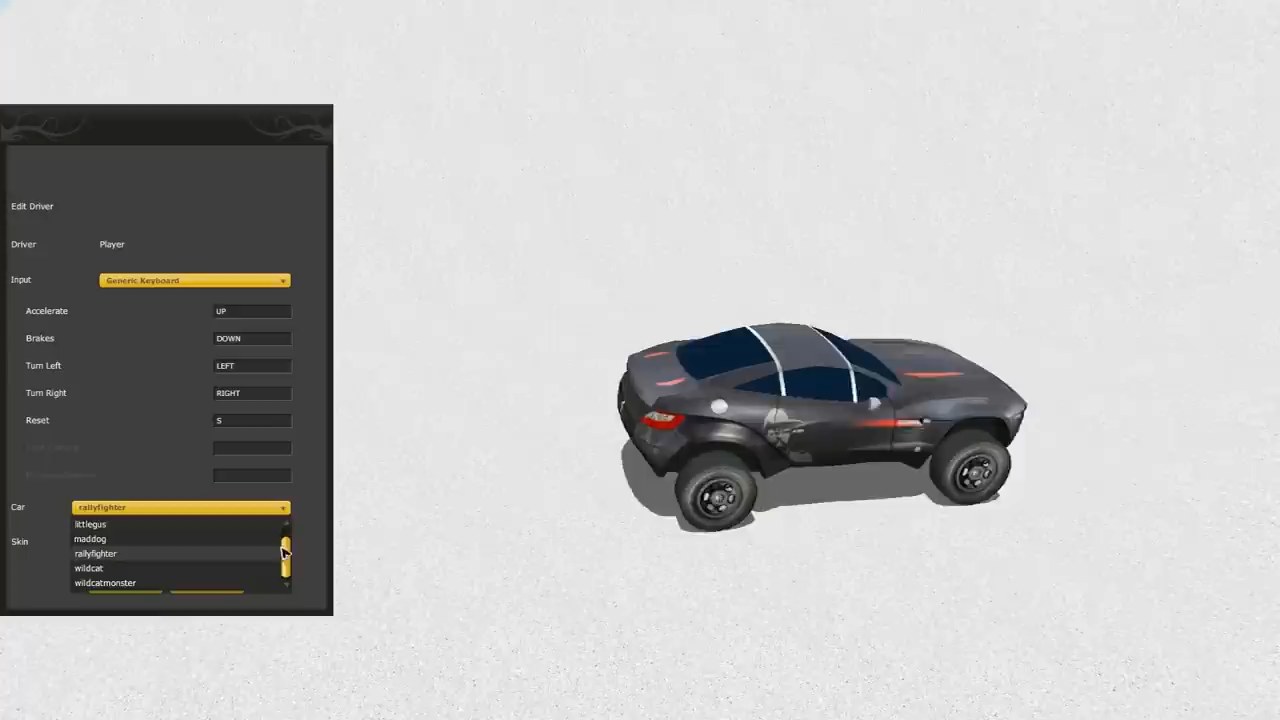 Edit Driver
Driver Player
Input Generic Keyboard
Accelerate UP
Brakes DOWN
Turn Left LEFT
Turn Right RIGHT
Reset S
Car rallyfighter
littlegus
maddog
Skin
rallyfighter
wildcat
wildcatmonster